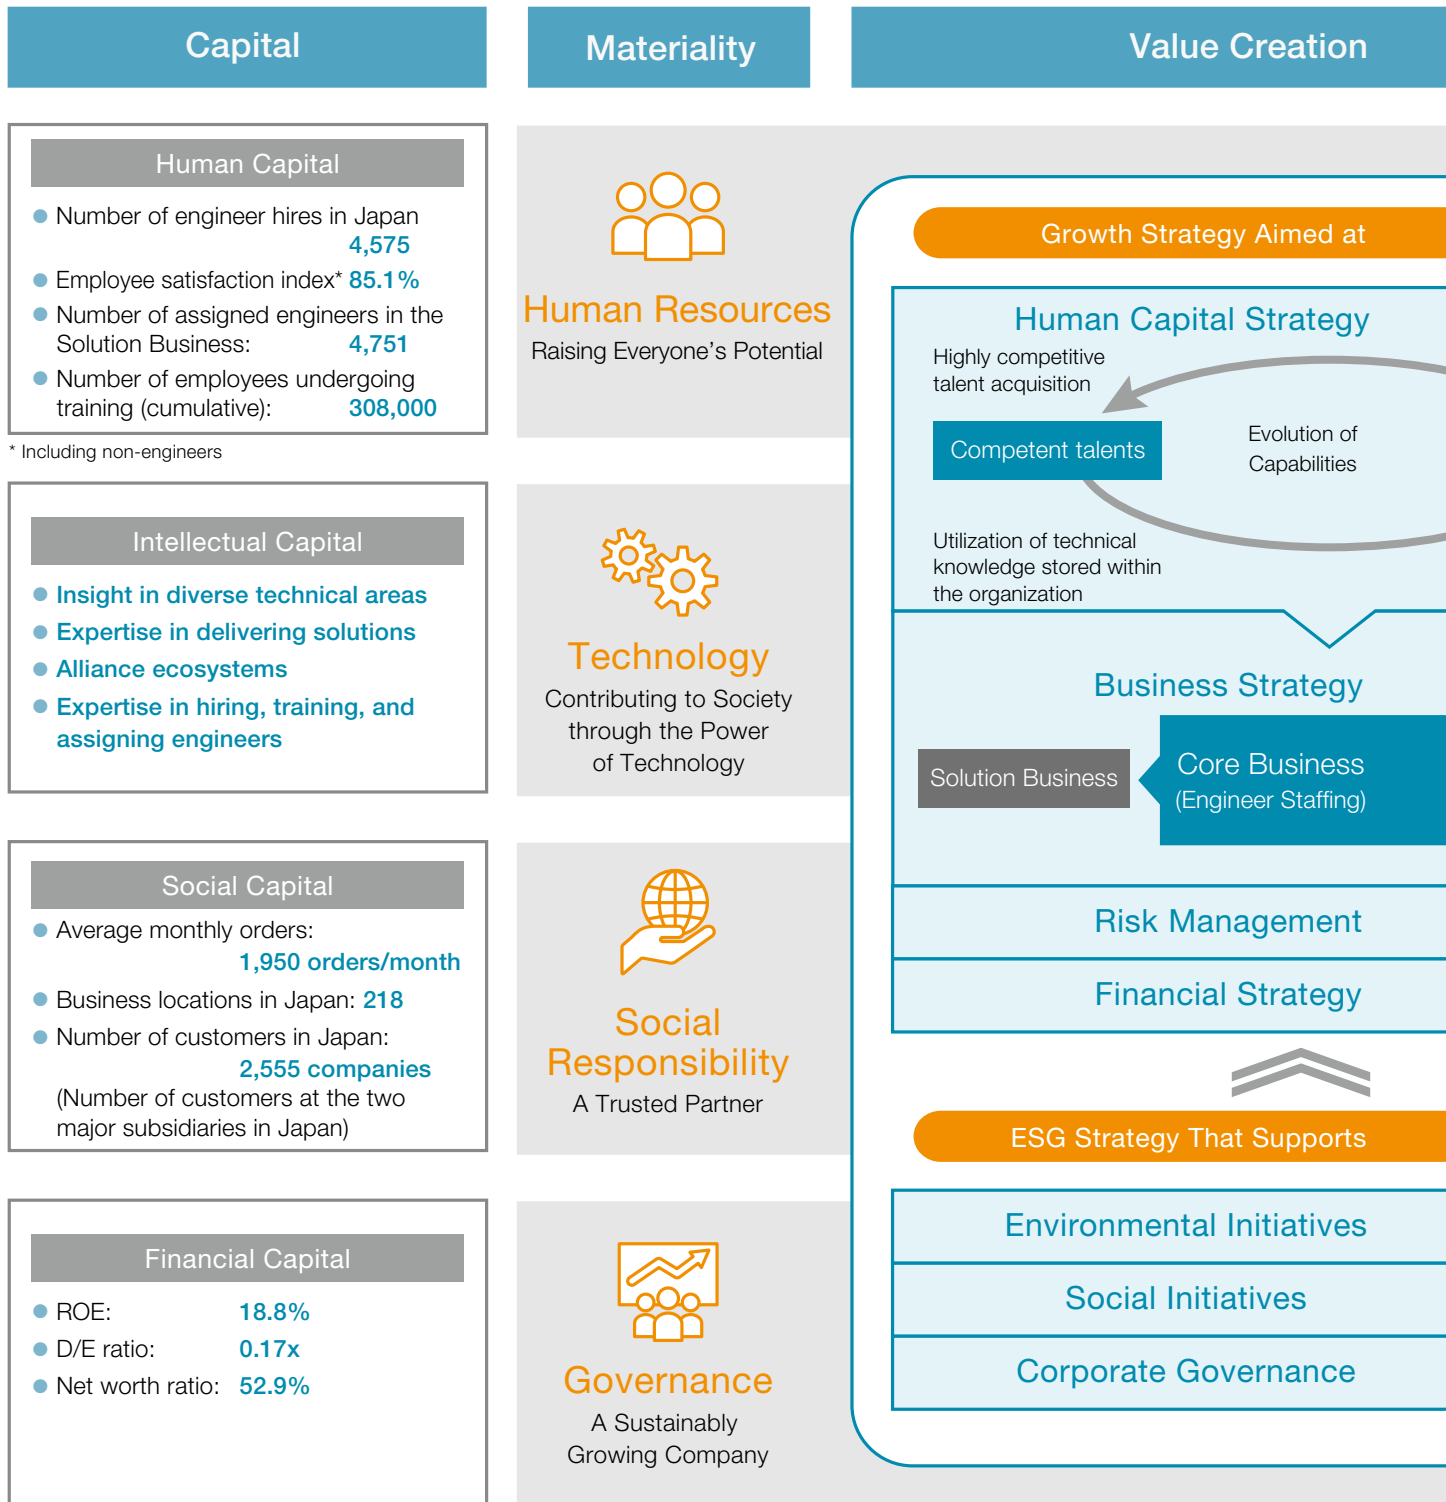 Capital
Materiality
Value Creation
Human Capital
Number of engineer hires in Japan
4,575
Employee satisfaction index* 85.1%
Number of assigned engineers in the
Solution Business: 4,751
Number of employees undergoing
training (cumulative): 308,000
* Including non-engineers
Intellectual Capital
Insight in diverse technical areas
Expertise in delivering solutions
Alliance ecosystems
Expertise in hiring, training, and
assigning engineers
Social Capital
Average monthly orders:
1,950 orders/month
Business locations in Japan: 218
Number of customers in Japan:
2,555 companies
(Number of customers at the two
major subsidiaries in Japan)
Financial Capital
ROE: 18.8%
D/E ratio: 0.17x
Net worth ratio: 52.9%
Human Resources
Raising Everyone's Potential
Technology
Contributing to Society
through the Power
of Technology
Social
Responsibility
A Trusted Partner
Governance
A Sustainably
Growing Company
Growth Strategy Aimed at
Human Capital Strategy
Highly competitive
talent acquisition
Competent talents
Evolution of
Capabilities
Utilization of technical
knowledge stored within
the organization
Business Strategy
Solution Business
Core Business
(Engineer Staffing)
Risk Management
Financial Strategy
ESG Strategy That Supports
Environmental Initiatives
Social Initiatives
Corporate Governance